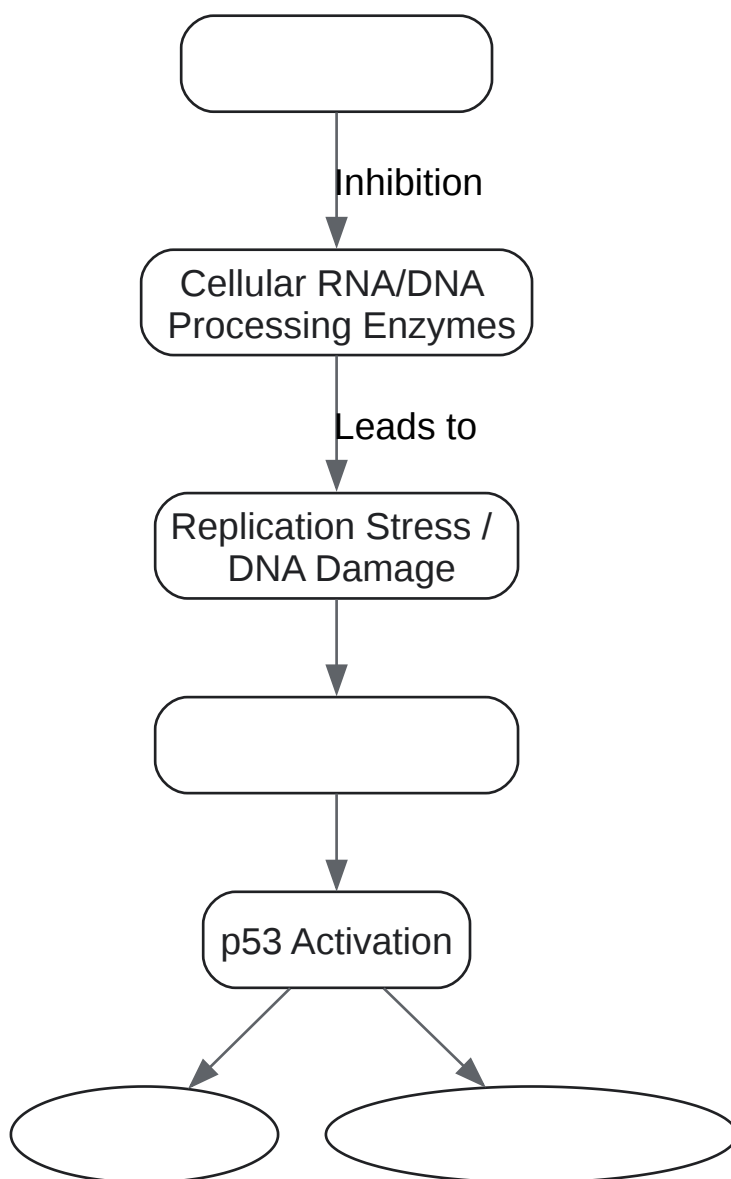 Inhibition
Cellular RNA/DNA
Processing Enzymes
Leads to
Replication Stress /
DNA Damage
p53 Activation